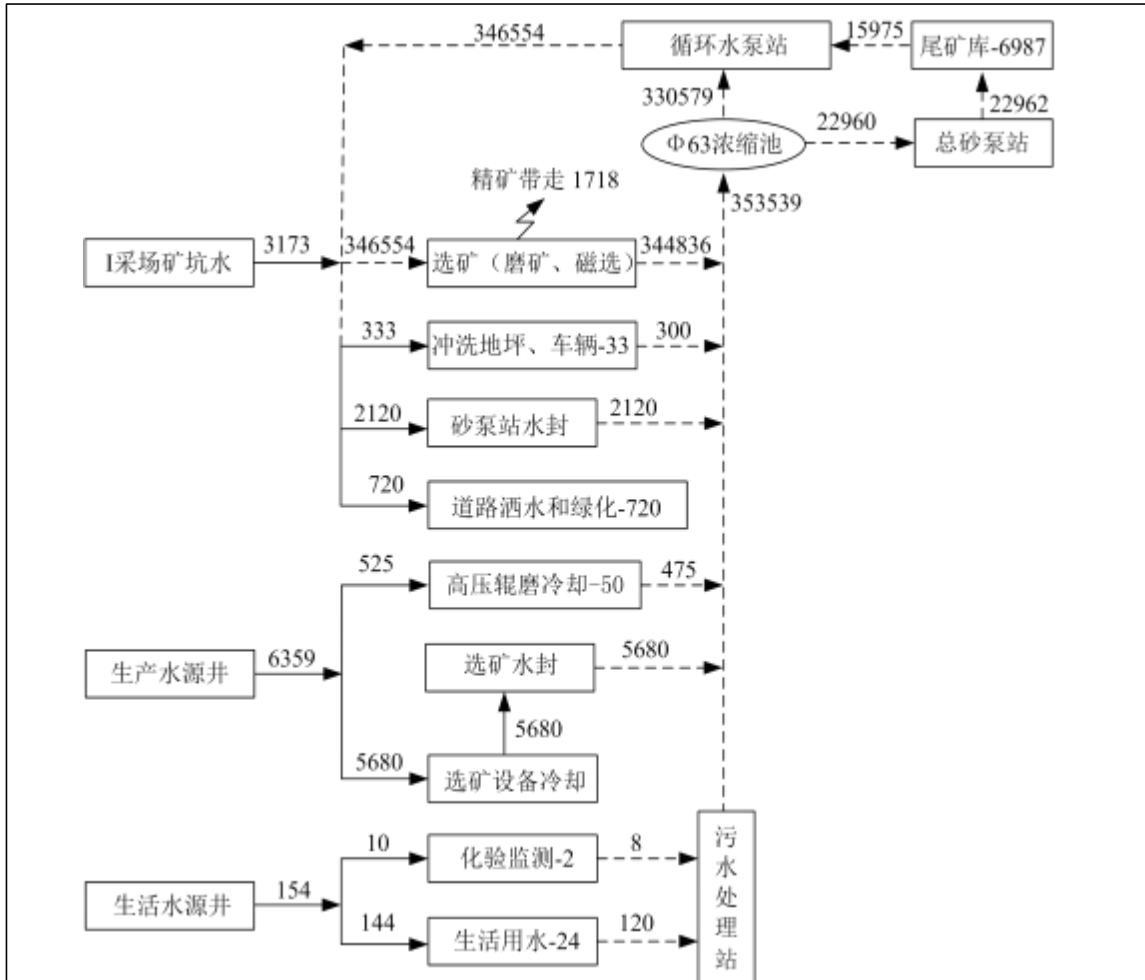 346554
循环水泵站
15975
尾矿库-6987
330579
22962
Φ63浓缩池
22960
总砂泵站
精矿带走 1718
353539
I采场矿坑水
3173
346554
选矿（磨矿、磁选）
344836
333
冲洗地坪、车辆-33
300
2120
砂泵站水封
2120
720
道路洒水和绿化-720
525
高压辊磨冷却-50
475
生产水源井
6359
选矿水封
5680
5680
5680
选矿设备冷却
10
化验监测-2
8
生活水源井
154
144
生活用水-24
120
污水处理站